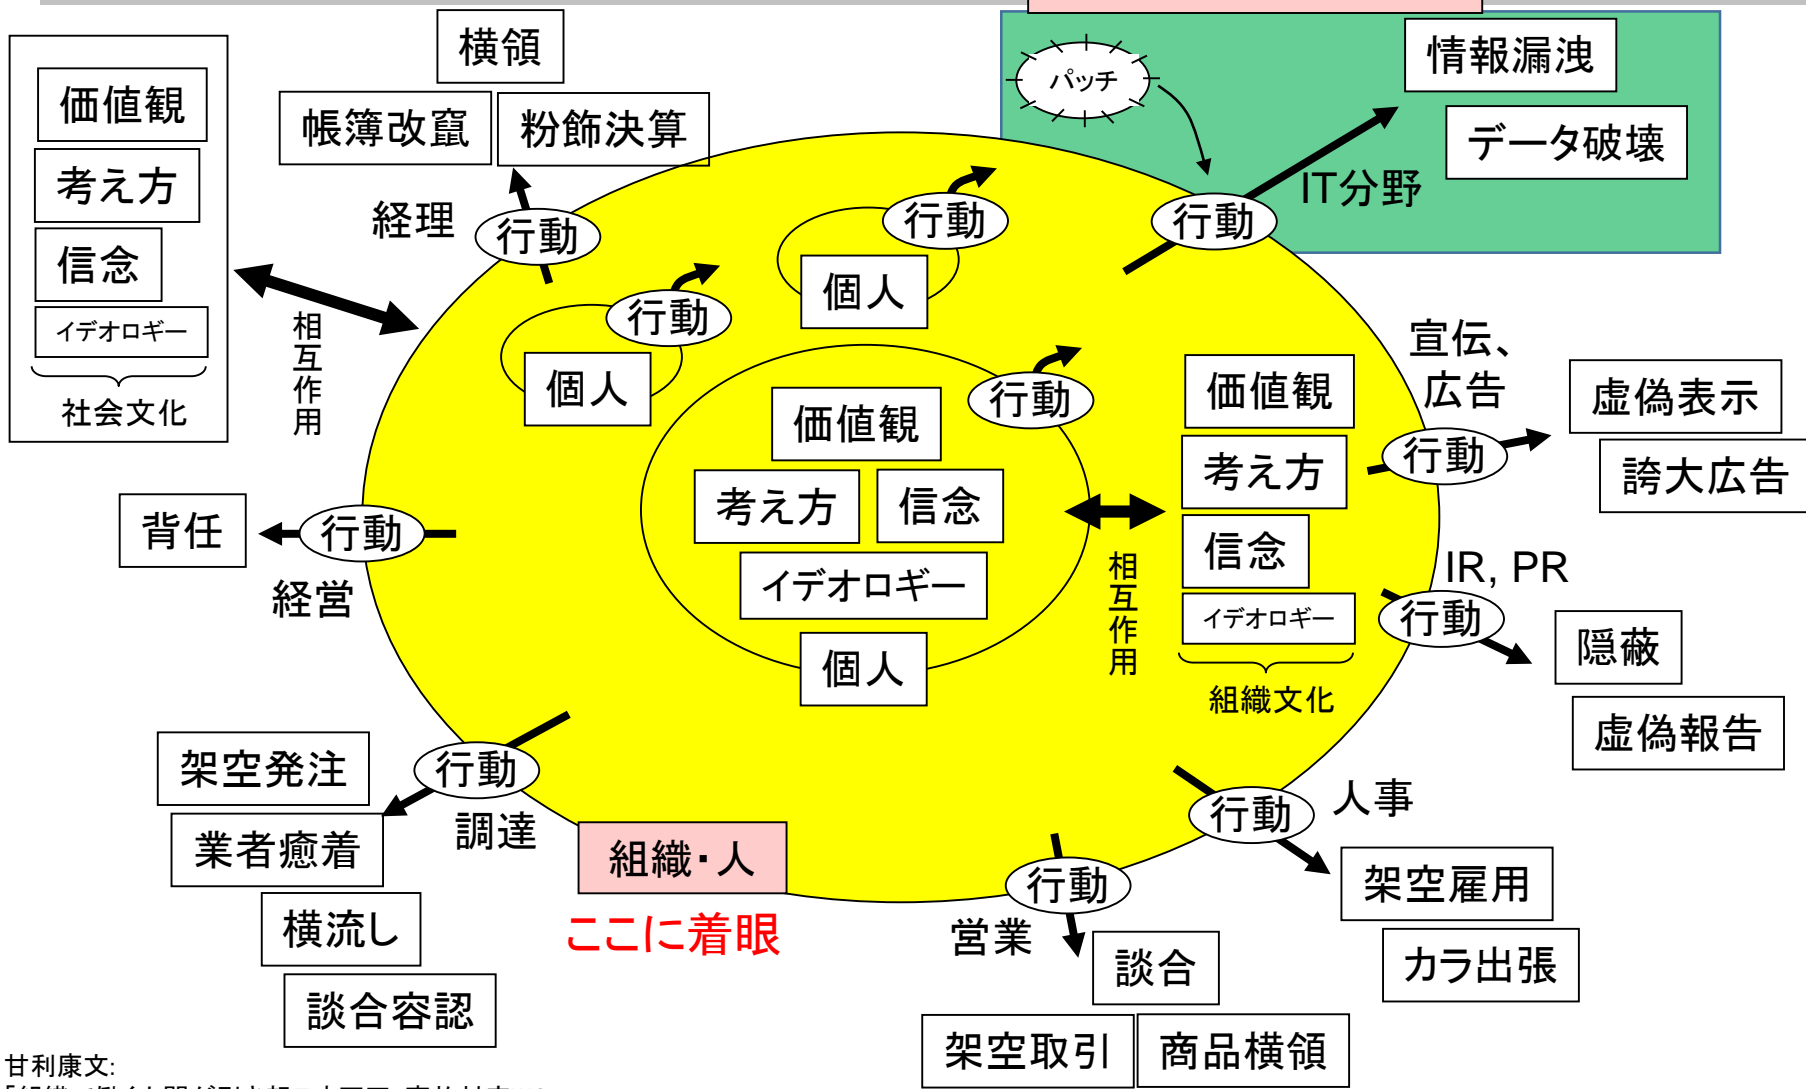 横領
帳簿改竄
粉飾決算
経理
行動
価値観
考え方
信念
イデオロギー
社会文化
相互作用
パッチ
情報漏洩
データ破壊
IT分野
行動
行動
個人
行動
個人
行動
価値観
考え方
信念
イデオロギー
個人
相互作用
価値観
考え方
信念
イデオロギー
組織文化
宣伝、
広告
行動
虚偽表示
誇大広告
IR, PR
行動
隠蔽
虚偽報告
背任
行動
経営
架空発注
行動
調達
業者癒着
横流し
談合容認
組織・人
ここに着眼
人事
行動
架空雇用
カラ出張
行動
営業
談合
架空取引
商品横領
甘利康文: